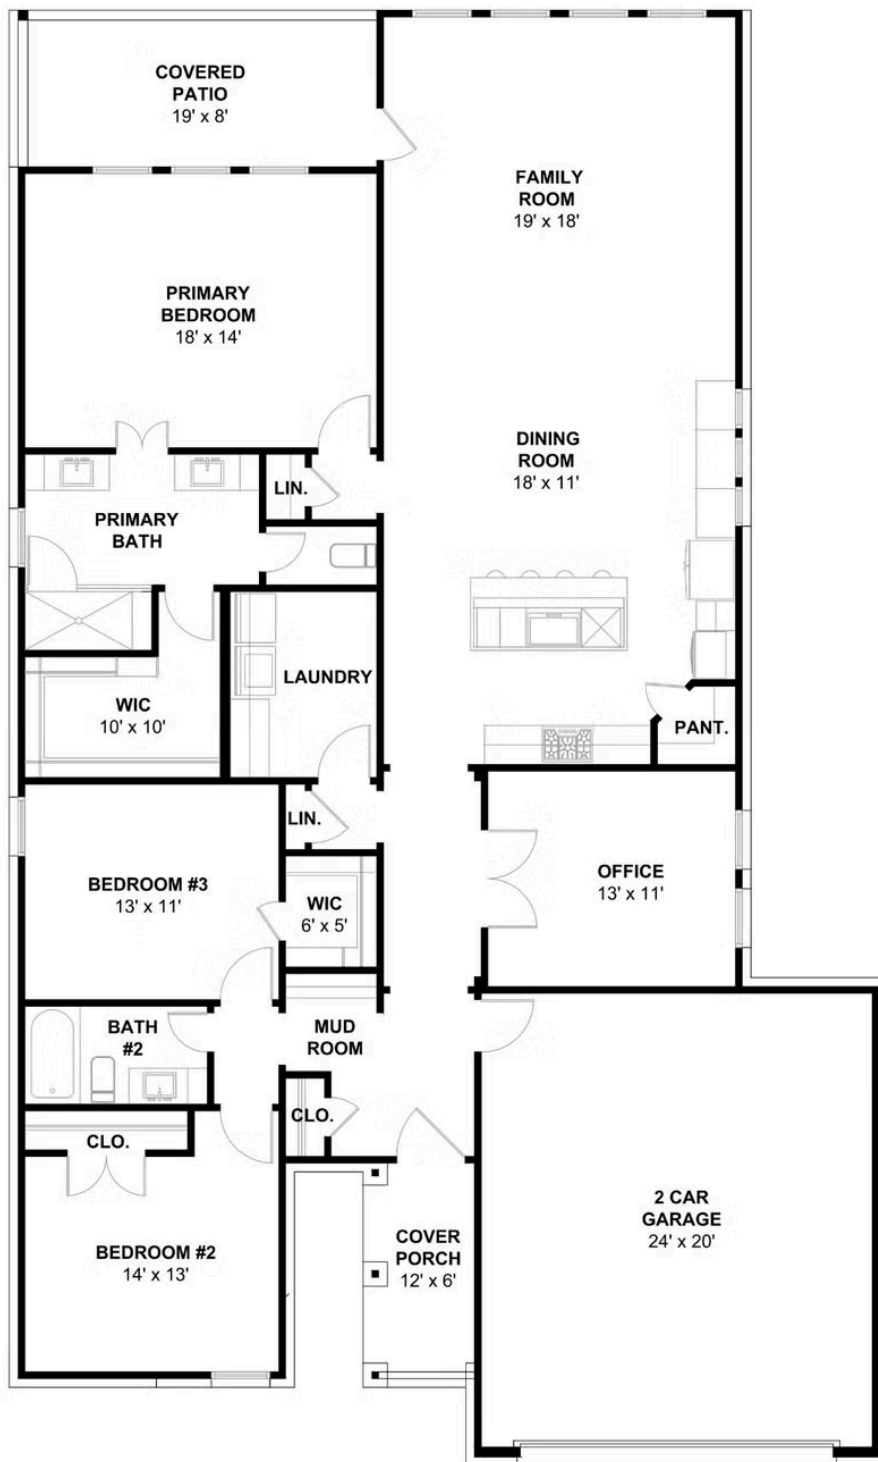 COVERED
PATIO
19' x 8'
FAMILY
ROOM
19' x 18'
PRIMARY
BEDROOM
18' x 14'
DINING
ROOM
18' x 11'
LIN.
PRIMARY
BATH
LAUNDRY
WIC
10' x 10'
PANT.
LIN.
BEDROOM #3
13' x 11'
WIC
6' x 5'
OFFICE
13' x 11'
BATH
#2
MUD
ROOM
CLO.
CLO.
BEDROOM #2
14' x 13'
COVER
PORCH
12' x 6'
2 CAR
GARAGE
24' x 20'